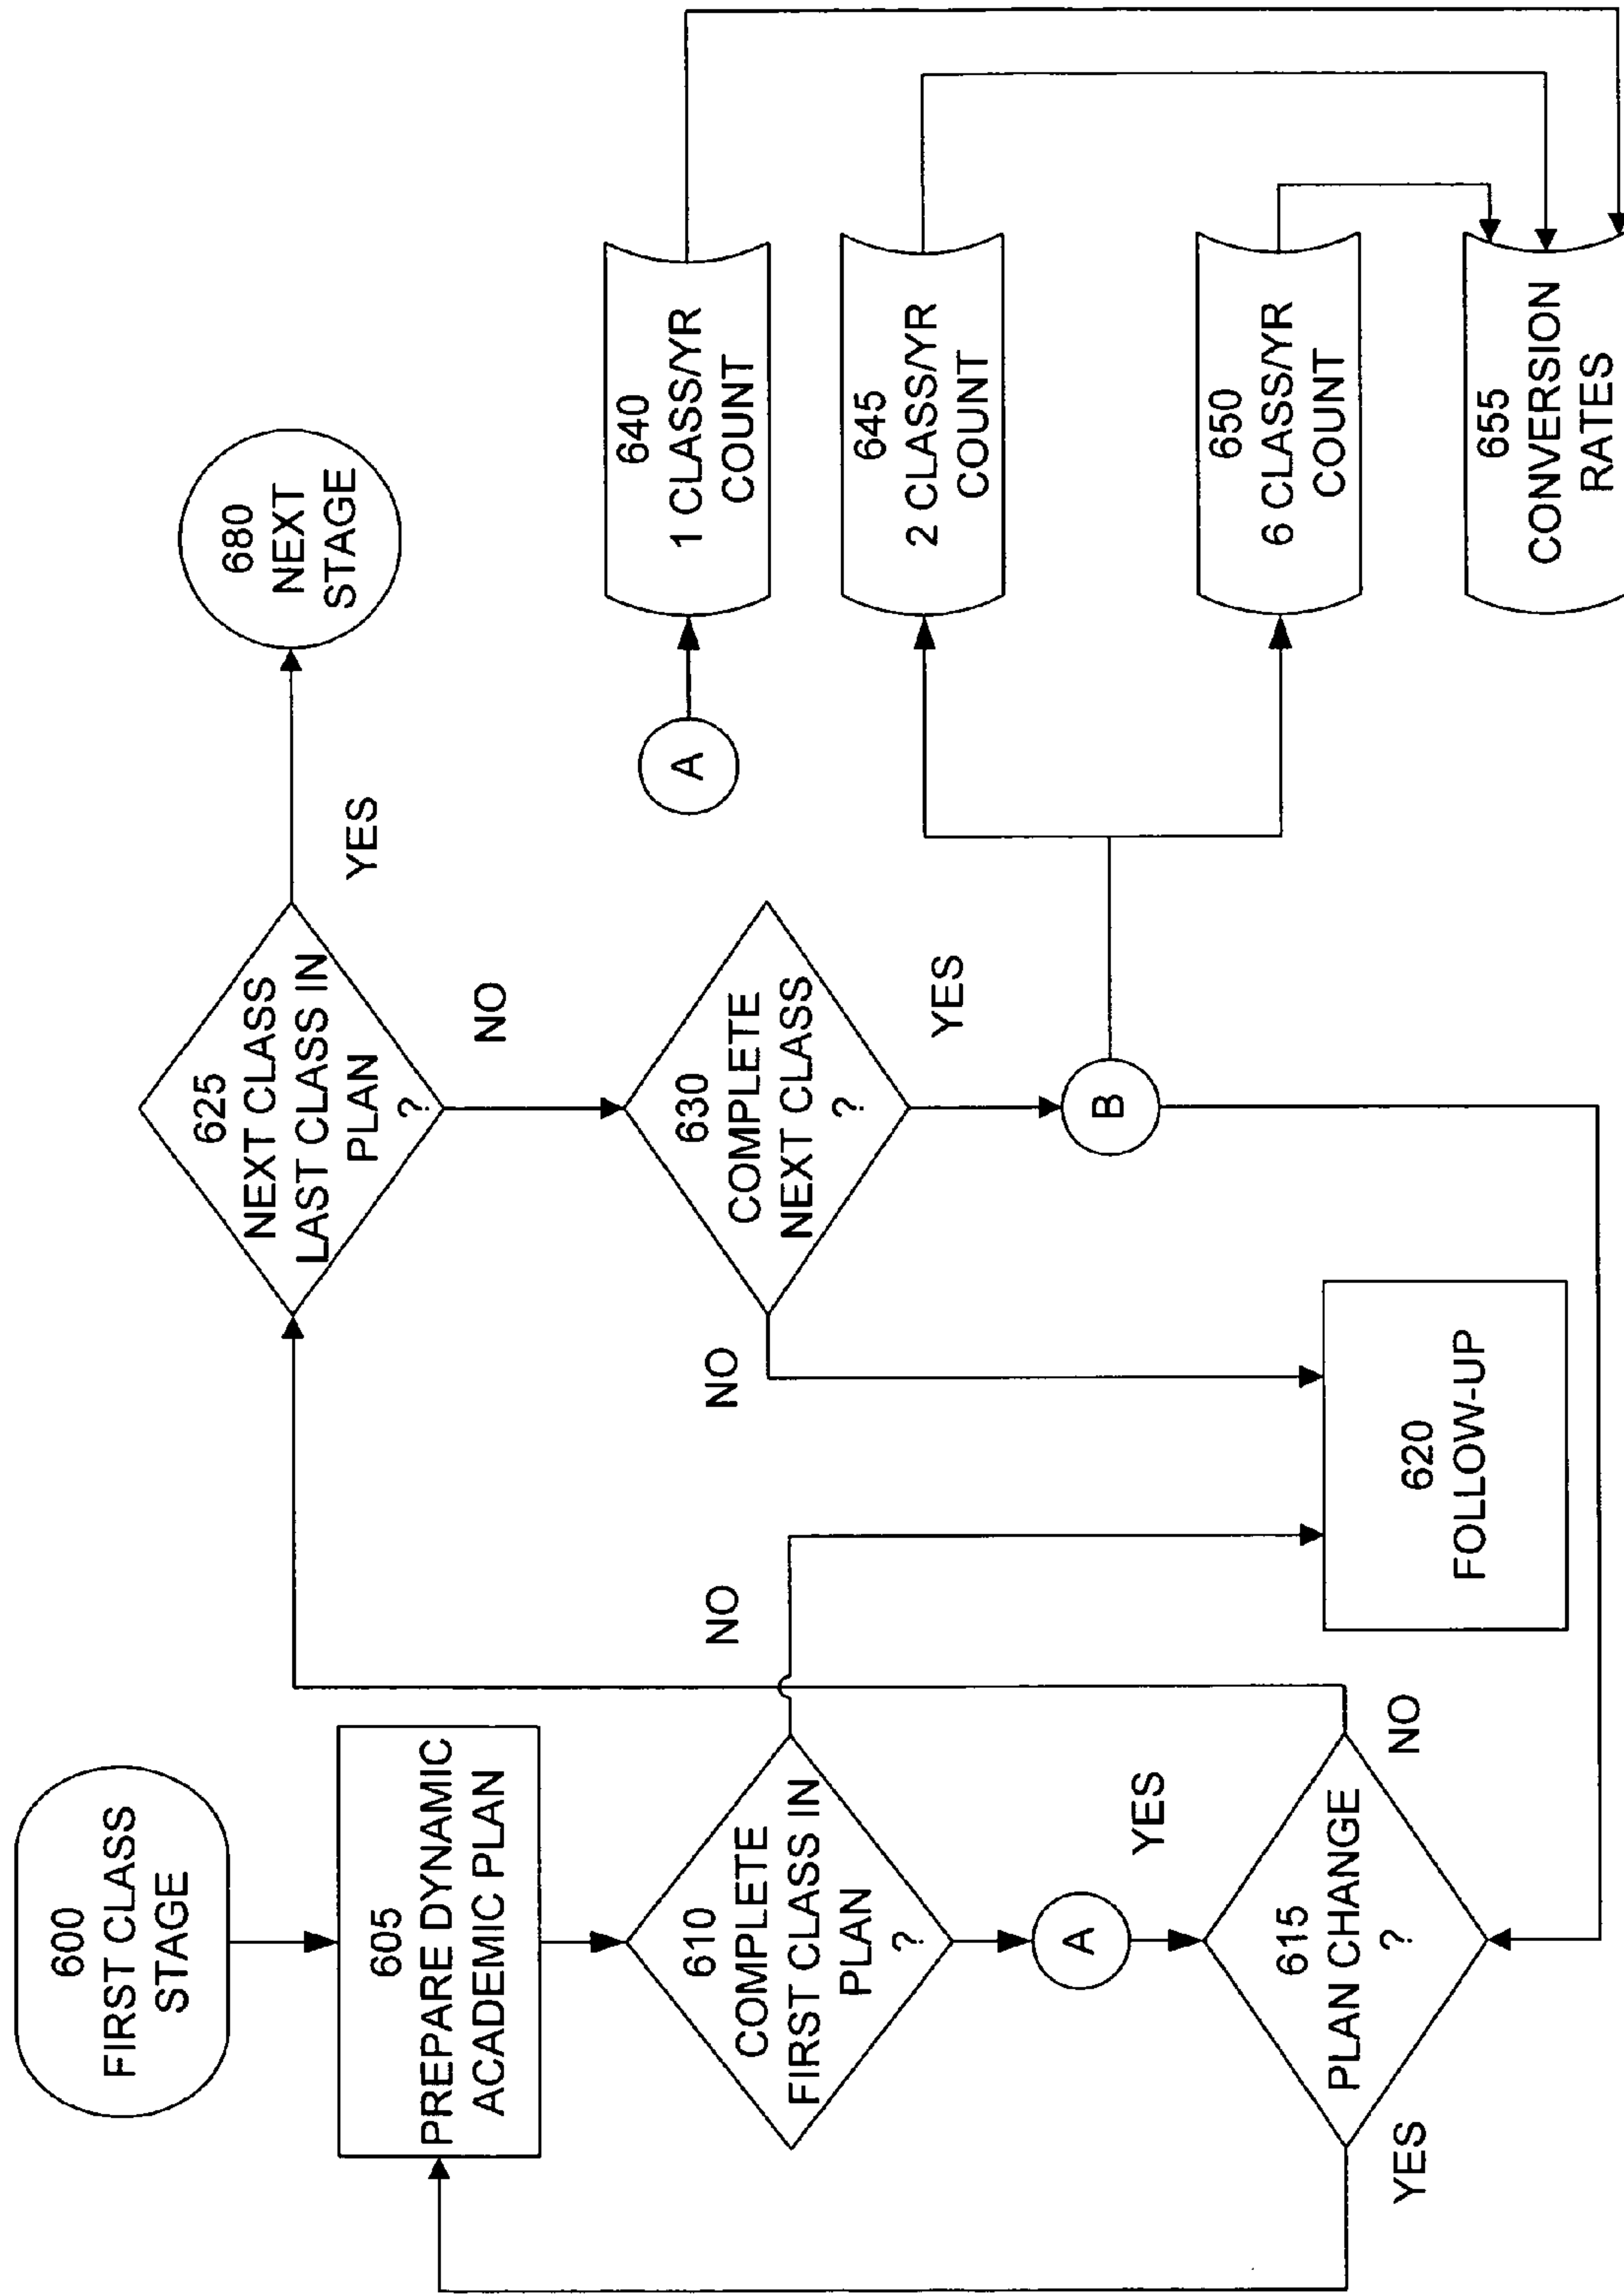 600
FIRST CLASS
STAGE
605
PREPARE DYNAMIC
ACADEMIC PLAN
610
COMPLETE
FIRST CLASS IN
PLAN
?
NO
YES
A
615
PLAN CHANGE
?
YES
NO
620
FOLLOW-UP
625
NEXT CLASS
LAST CLASS IN
PLAN
?
YES
NO
630
COMPLETE
NEXT CLASS
?
NO
YES
B
680
NEXT
STAGE
A
640
1 CLASS/YR
COUNT
645
2 CLASS/YR
COUNT
650
6 CLASS/YR
COUNT
655
CONVERSION
RATES